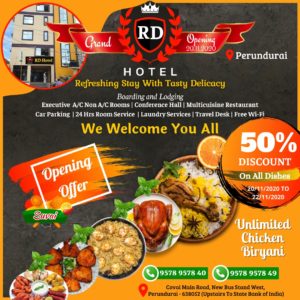 RD Hotel
Grand
RD
Opening
20.11.2020
Perundurai
HOTEL
Refreshing Stay With Tasty Delicacy
Boarding and Lodging
Executive A/C Non A/C Rooms | Conference Hall | Multicuisine Restaurant
Car Parking | 24 Hrs Room Service | Laundry Services | Travel Desk | Free Wi-Fi
We Welcome You All
50%
DISCOUNT
On All Dishes
20/11/2020
22/11/2020
Opening
Offer
Unlimited
Chicken
Biryani
9578 9578 40
9578 9578 49
Covai Main Road, New Bus Stand West,
Perundurai - 638052 (Upstairs To State Bank of India)